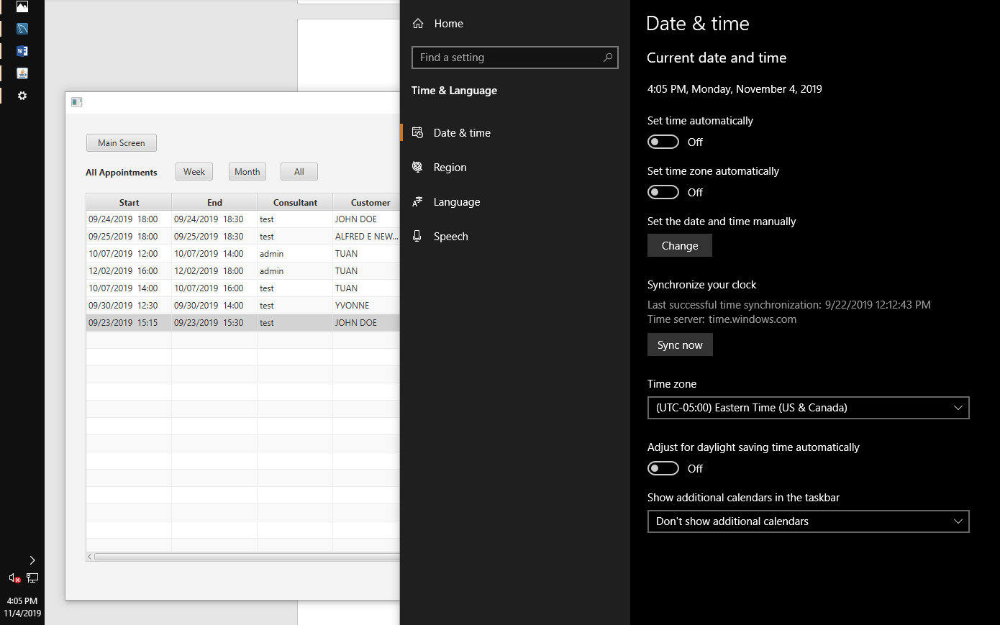 Main Screen
All Appointments Week Month All
Start End Consultant Customer
09/24/2019 18:00 09/24/2019 18:30 test JOHN DOE
09/25/2019 18:00 09/25/2019 18:30 test ALFRED E NEW...
10/07/2019 12:00 10/07/2019 14:00 admin TUAN
12/02/2019 16:00 12/02/2019 18:00 admin TUAN
10/07/2019 14:00 10/07/2019 16:00 test TUAN
09/30/2019 12:30 09/30/2019 14:00 test YVONNE
09/23/2019 15:15 09/23/2019 15:30 test JOHN DOE
4:05 PM
11/4/2019
Home
Find a setting
Time & Language
Date & time
Region
Language
Speech
Date & time
Current date and time
4:05 PM, Monday, November 4, 2019
Set time automatically
Off
Set time zone automatically
Off
Set the date and time manually
Change
Synchronize your clock
Last successful time synchronization: 9/22/2019 12:12:43 PM
Time server: time.windows.com
Sync now
Time zone
(UTC-05:00) Eastern Time (US & Canada)
Adjust for daylight saving time automatically
Off
Show additional calendars in the taskbar
Don't show additional calendars